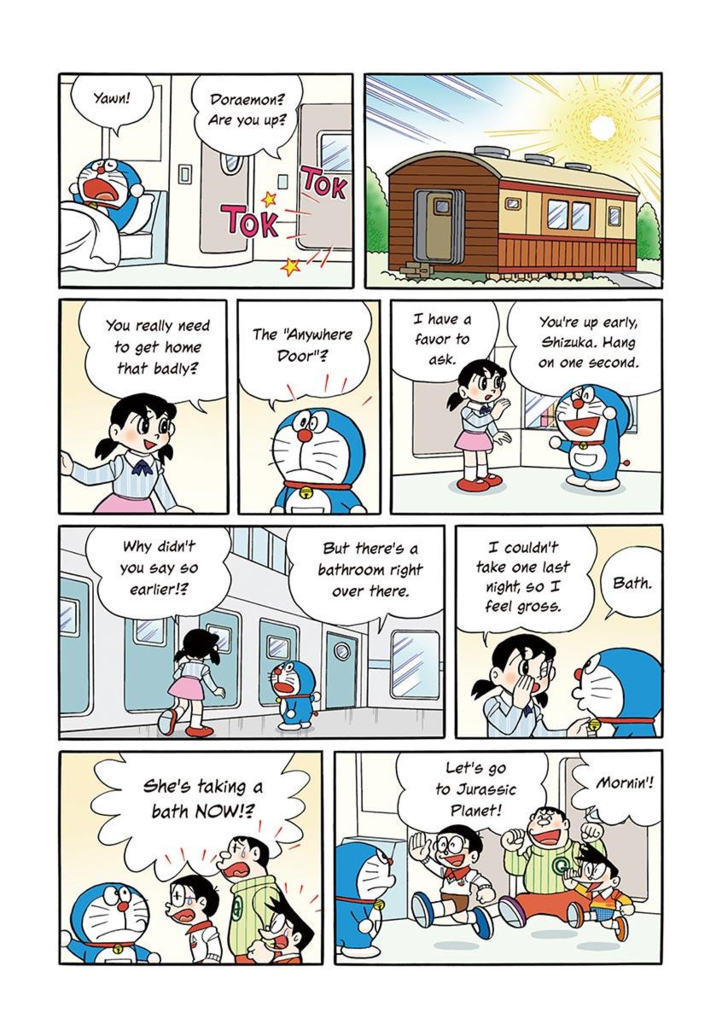 Doraemon?
Are you up?
TOK
TOK
Yawn!
You're up early,
Shizuka. Hang
on one second.
I have a
favor to
ask.
The "Anywhere
Door"?
You really need
to get home
that badly?
Bath.
I couldn't
take one last
night, so I
feel gross.
But there's a
bathroom right
over there.
Why didn't
you say so
earlier!?
Mornin'!
Let's go
to Jurassic
Planet!
She's taking a
bath NOW!?